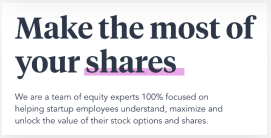 Make the most of
your shares
We are a team of equity experts 100% focused on
helping startup employees understand, maximize and
unlock the value of their stock options and shares.